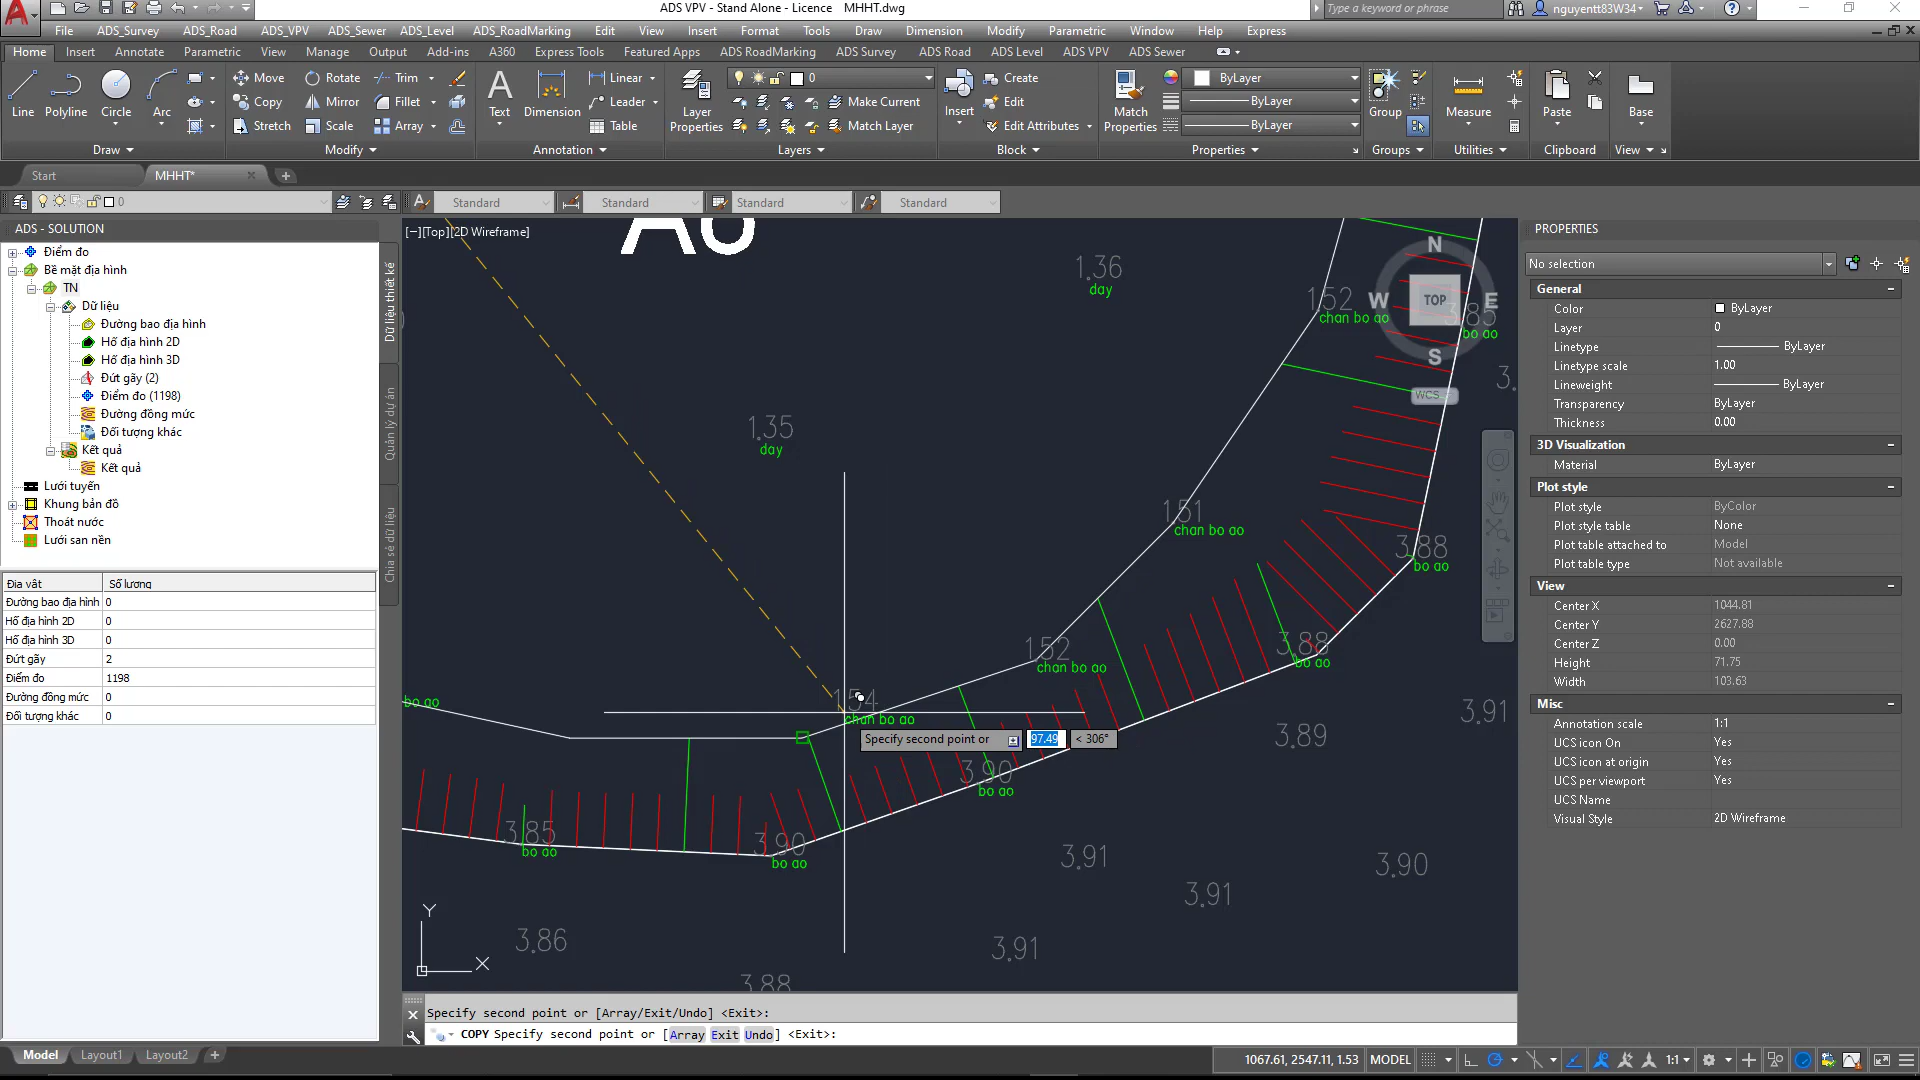 ADS VPV - Stand Alone - Licence    MHHT.dwg
Type a keyword or phrase
nguyentt83W34
File ADS_Survey ADS_Road ADS_VPV ADS_Sewer ADS_Level ADS_RoadMarking Edit View Insert Format Tools Draw Dimension Modify Parametric Window Help Express
Home Insert Annotate Parametric View Manage Output Add-ins A360 Express Tools Featured Apps ADS RoadMarking ADS Survey ADS Road ADS Level ADS VPV ADS Sewer
Line Polyline Circle Arc
Move Rotate Trim
Copy Mirror Fillet
Stretch Scale Array
Text Dimension
Linear
Leader
Table
Layer Properties
0
Make Current
Match Layer
Insert
Create
Edit
Edit Attributes
Match Properties
ByLayer
ByLayer
ByLayer
Group
Measure
Paste
Base
Draw Modify Annotation Layers Block Properties Groups Utilities Clipboard View
Start MHHT*
0 Standard Standard Standard Standard
ADS - SOLUTION
Điểm đo
Bề mặt địa hình
TN
Dữ liệu
Đường bao địa hình
Hố địa hình 2D
Hố địa hình 3D
Đứt gãy (2)
Điểm đo (1198)
Đường đồng mức
Đối tượng khác
Kết quả
Kết quả
Lưới tuyến
Khung bản đồ
Thoát nước
Lưới san nền
Dữ liệu thiết kế
Quản lý dự án
Chia sẻ dữ liệu
Địa vật Số lượng
Đường bao địa hình 0
Hố địa hình 2D 0
Hố địa hình 3D 0
Đứt gãy 2
Điểm đo 1198
Đường đồng mức 0
Đối tượng khác 0
[−][Top][2D Wireframe]
N
W TOP E
S
WCS
1.36
day
1.52
chan bo ao
3.85
bo ao
3.
1.35
day
1.51
chan bo ao
3.88
bo ao
1.52
chan bo ao
3.88
bo ao
1.54
chan bo ao
bo ao
Specify second point or 97.49 < 306°
3.91
3.89
3.90
bo ao
3.85
bo ao
3.90
bo ao
3.91
3.90
3.91
3.86
3.91
3.88
Y
X
PROPERTIES
No selection
General
Color ByLayer
Layer 0
Linetype ByLayer
Linetype scale 1.00
Lineweight ByLayer
Transparency ByLayer
Thickness 0.00
3D Visualization
Material ByLayer
Plot style
Plot style ByColor
Plot style table None
Plot table attached to Model
Plot table type Not available
View
Center X 1044.81
Center Y 2627.88
Center Z 0.00
Height 71.75
Width 103.63
Misc
Annotation scale 1:1
UCS icon On Yes
UCS icon at origin Yes
UCS per viewport Yes
UCS Name
Visual Style 2D Wireframe
Specify second point or [Array/Exit/Undo] <Exit>:
COPY Specify second point or [Array Exit Undo] <Exit>:
Model Layout1 Layout2
1067.61, 2547.11, 1.53 MODEL 1:1